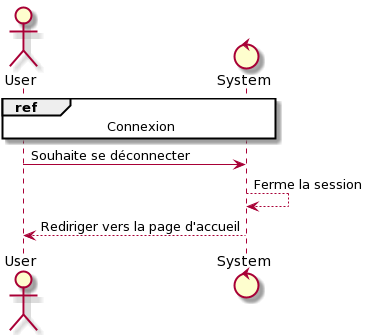 User
System
ref
Connexion
Souhaite se déconnecter
Ferme la session
Rediriger vers la page d'accueil
User
System